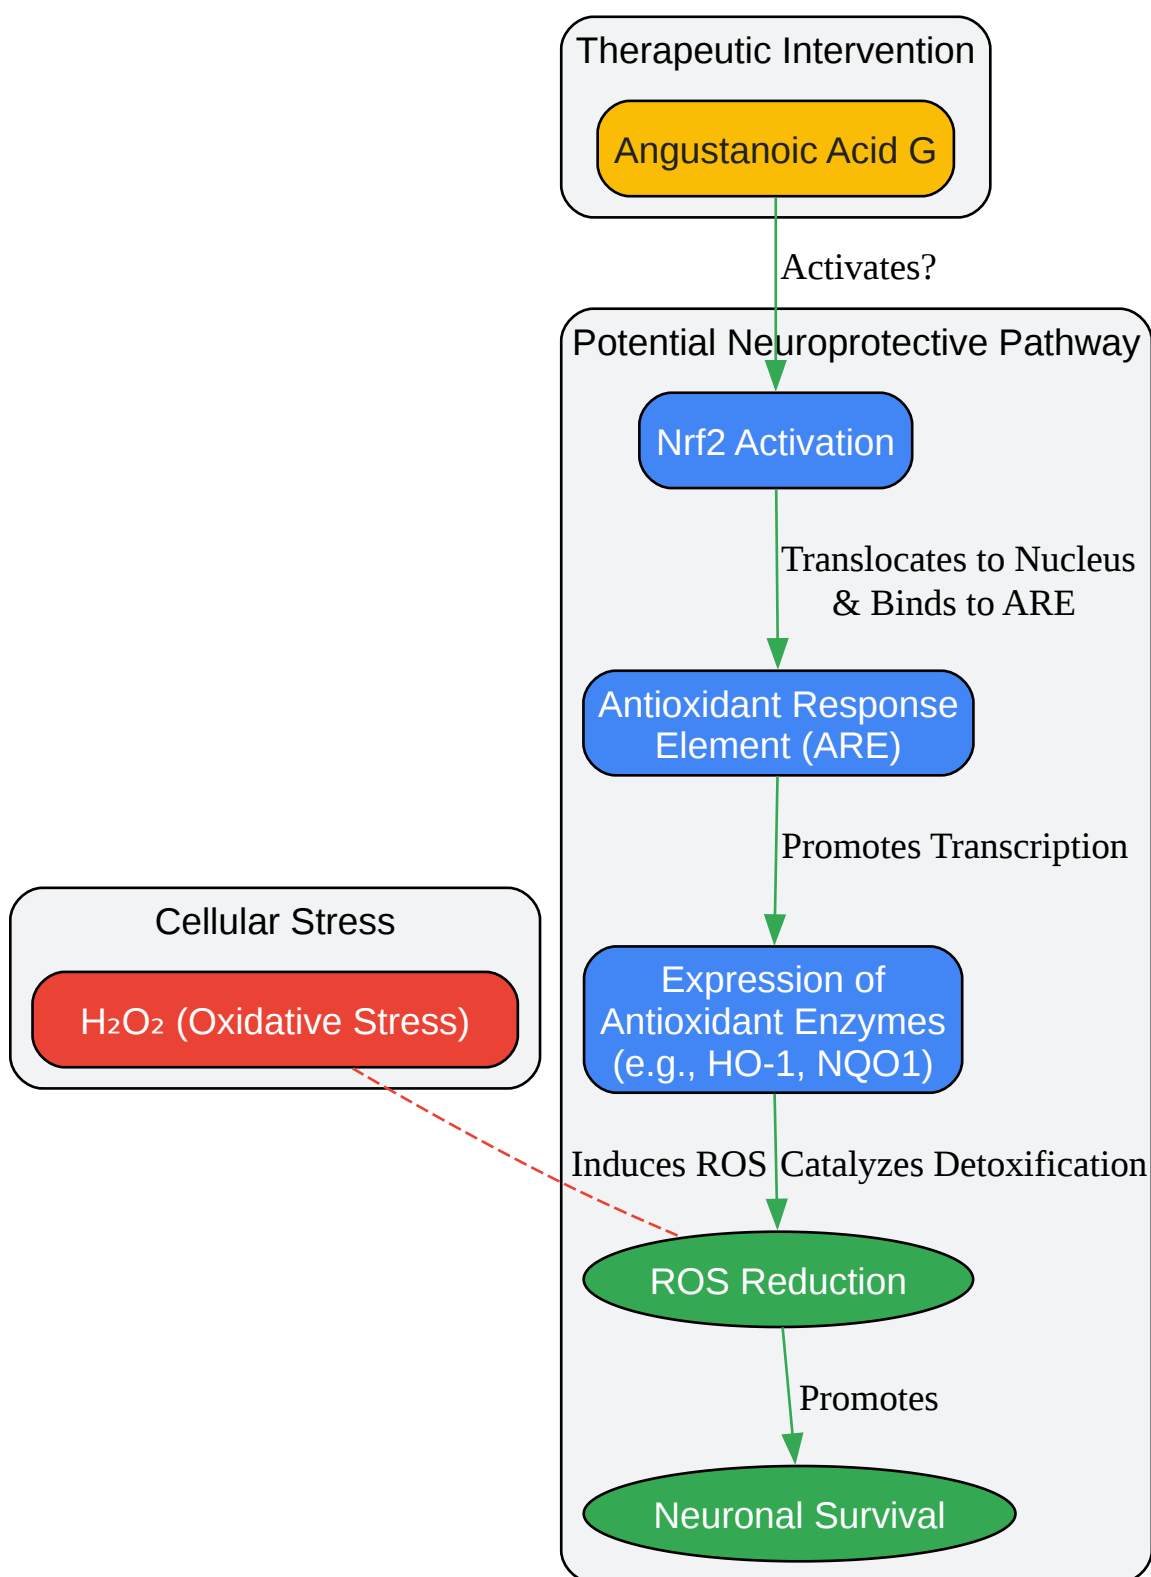 Therapeutic Intervention
Angustanoic Acid G
Activates?
Potential Neuroprotective Pathway
Nrf2 Activation
Translocates to Nucleus
& Binds to ARE
Antioxidant Response
Element (ARE)
Promotes Transcription
Cellular Stress
H₂O₂ (Oxidative Stress)
Expression of
Antioxidant Enzymes
(e.g., HO-1, NQO1)
Induces ROS
Catalyzes Detoxification
ROS Reduction
Promotes
Neuronal Survival